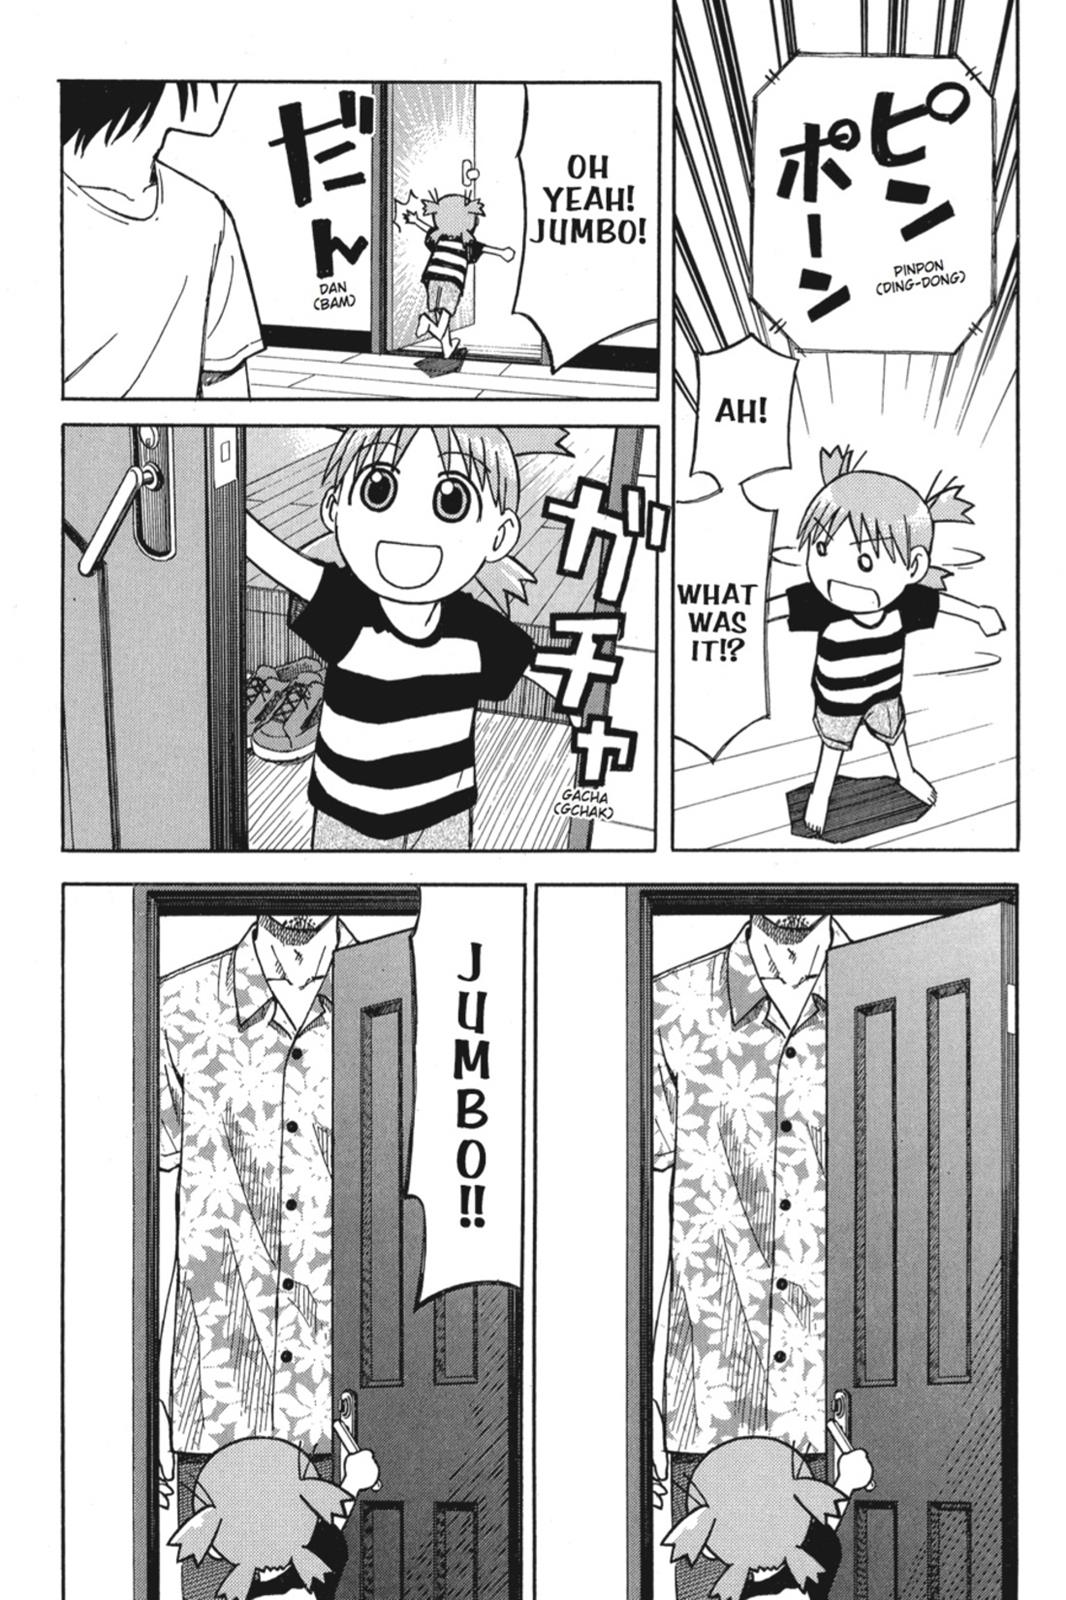 ピン
ポーン
PINPON
(DING-DONG)
AH!
WHAT
WAS
IT!?
OH
YEAH!
JUMBO!
だんっ
DAN
(BAM)
ガチャ
GACHA
(GCHAK)
JUMBO!!